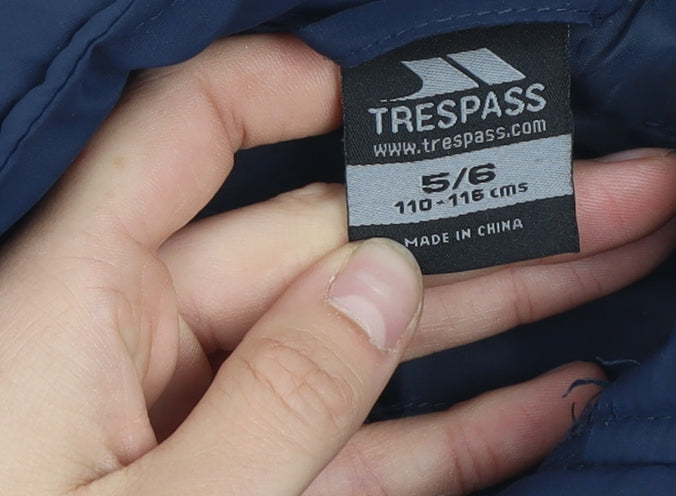 TRESPASS
www.trespass.com
5/6
110-116 cms
MADE IN CHINA